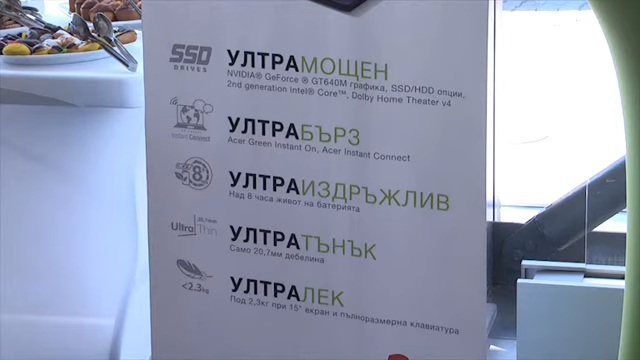 SSD
DRIVES
УЛТРАМОЩЕН
NVIDIA® GeForce ® GT640M графика, SSD/HDD опции,
2nd generation Intel® Core™, Dolby Home Theater v4
Instant Connect
УЛТРАБЪРЗ
Acer Green Instant On, Acer Instant Connect
8
УЛТРАИЗДРЪЖЛИВ
Над 8 часа живот на батерията
Ultra Thin
20,7mm
УЛТРАТЪНЪК
Само 20,7мм дебелина
<2.3kg
УЛТРАЛЕК
Под 2,3кг при 15" екран и пълноразмерна клавиатура